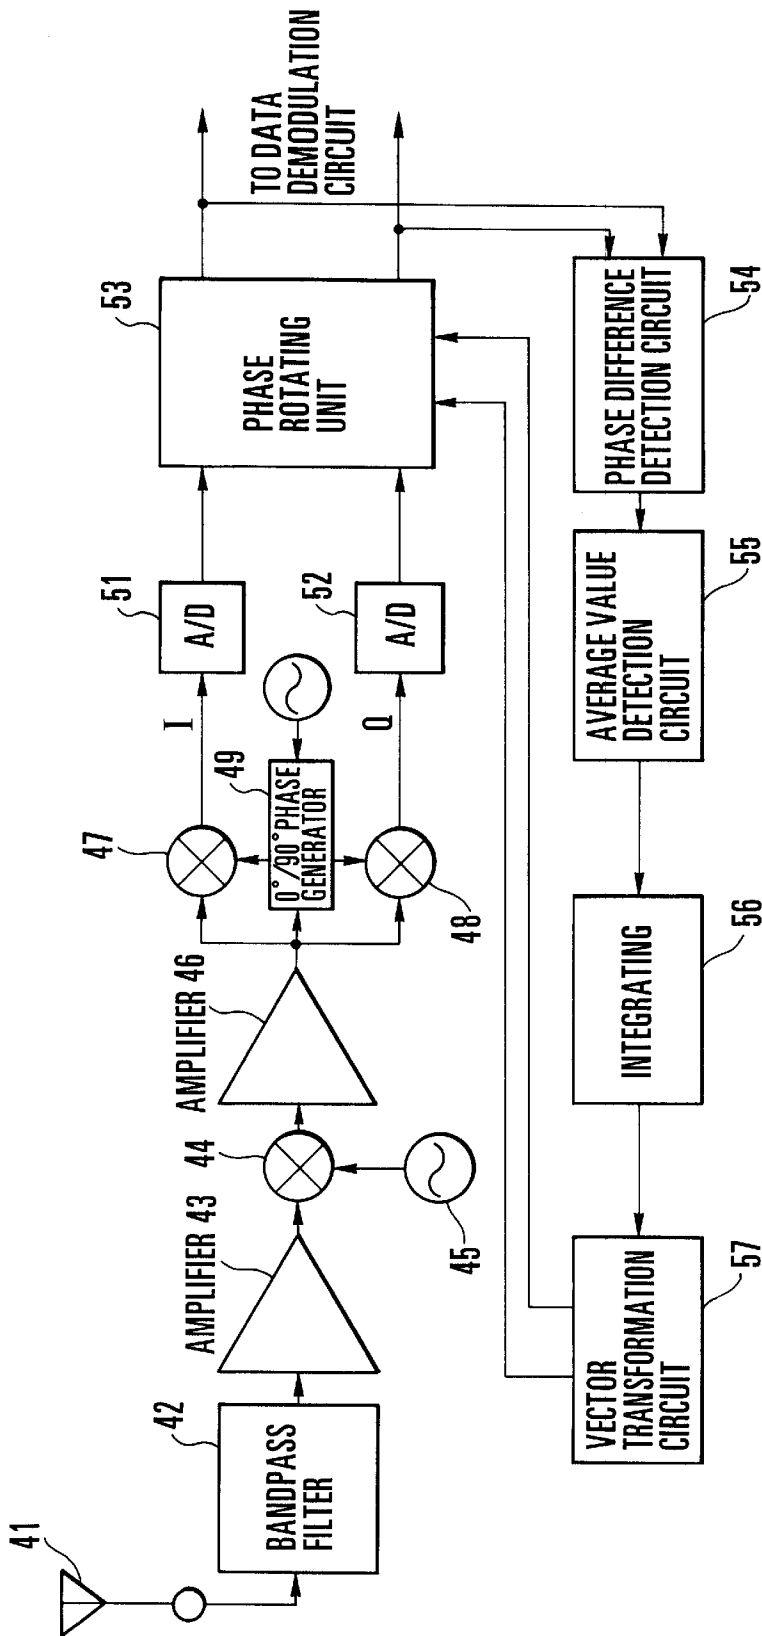 41
42
BANDPASS
FILTER
AMPLIFIER 43
44
45
AMPLIFIER 46
47
48
49
0°/90° PHASE
GENERATOR
I
Q
51
A/D
52
A/D
53
PHASE
ROTATING
UNIT
TO DATA
DEMODULATION
CIRCUIT
54
PHASE DIFFERENCE
DETECTION CIRCUIT
55
AVERAGE VALUE
DETECTION
CIRCUIT
56
INTEGRATING
57
VECTOR
TRANSFORMATION
CIRCUIT